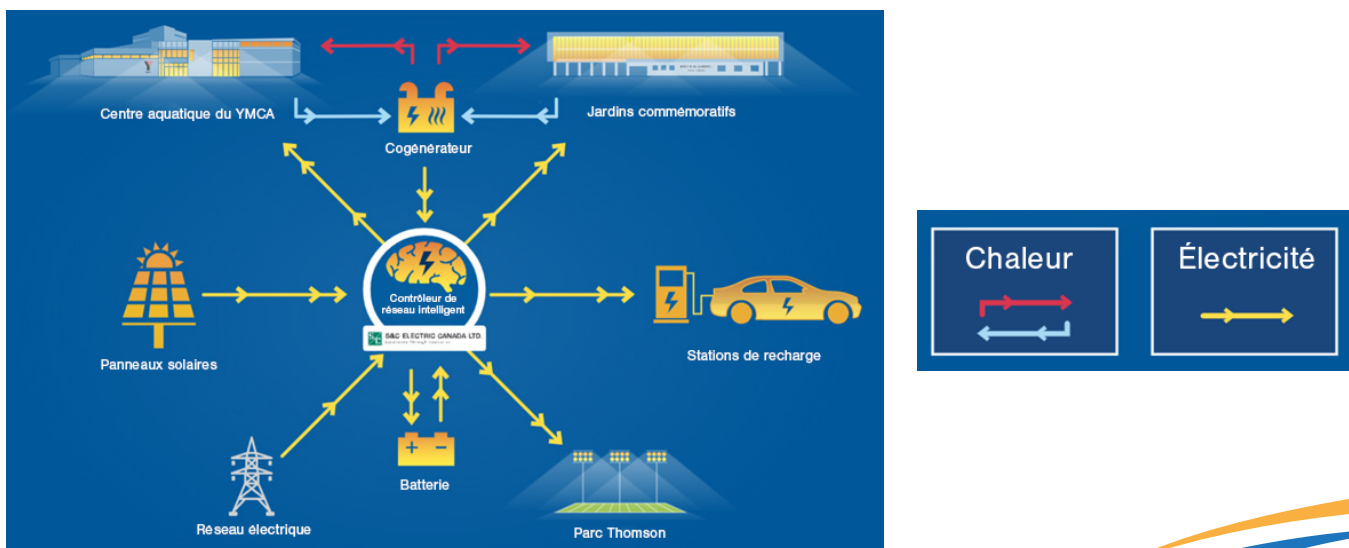 Centre aquatique du YMCA
Jardins commémoratifs
Cogénérateur
Contrôleur de
réseau intelligent
S&C ELECTRIC CANADA LTD.
Panneaux solaires
Stations de recharge
Réseau électrique
Batterie
Parc Thomson
Chaleur
Électricité